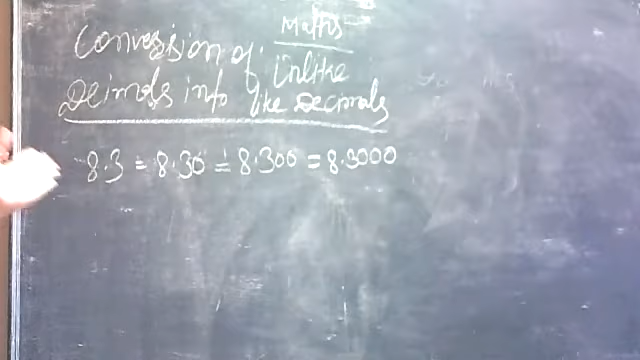 Maths
Conversion of Unlike
Decimals into like Decimals
8.3 = 8.30 = 8.300 = 8.3000